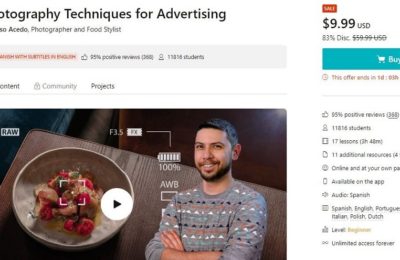 otography Techniques for Advertising
so Acedo, Photographer and Food Stylist
PANISH WITH SUBTITLES IN ENGLISH
95% positive reviews (368)
11816 students
ontent
Community
Projects
RAW
F3.5 FX
100%
AWB
SALE
$9.99 USD
83% Disc. $59.99 USD
Buy
This offer ends in 1d : 03h
95% positive reviews (368)
11816 students
17 lessons (3h 48m)
11 additional resources (4
Online and at your own pa
Available on the app
Audio: Spanish
Spanish, English, Portugue
Italian, Polish, Dutch
Level: Beginner
Unlimited access forever